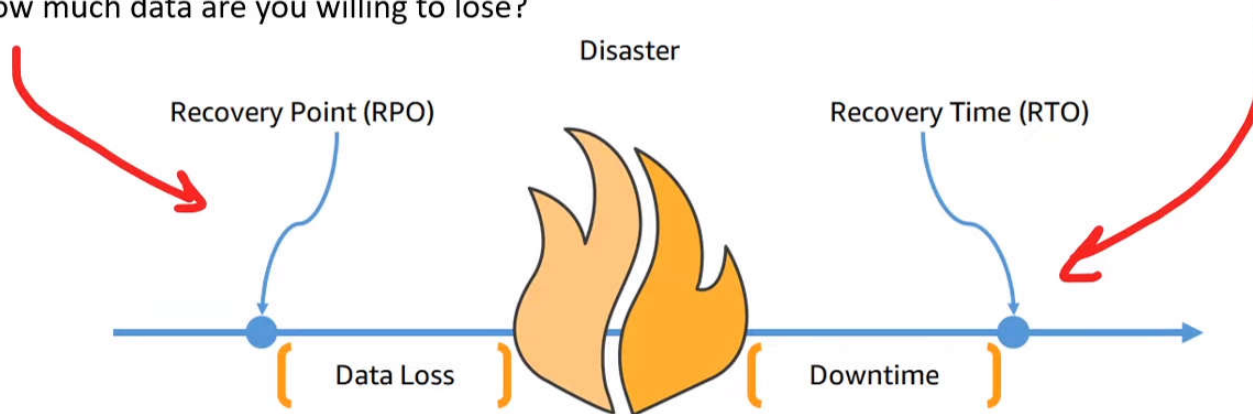 ow much data are you willing to lose?
Disaster
Recovery Point (RPO)
Recovery Time (RTO)
Data Loss
Downtime